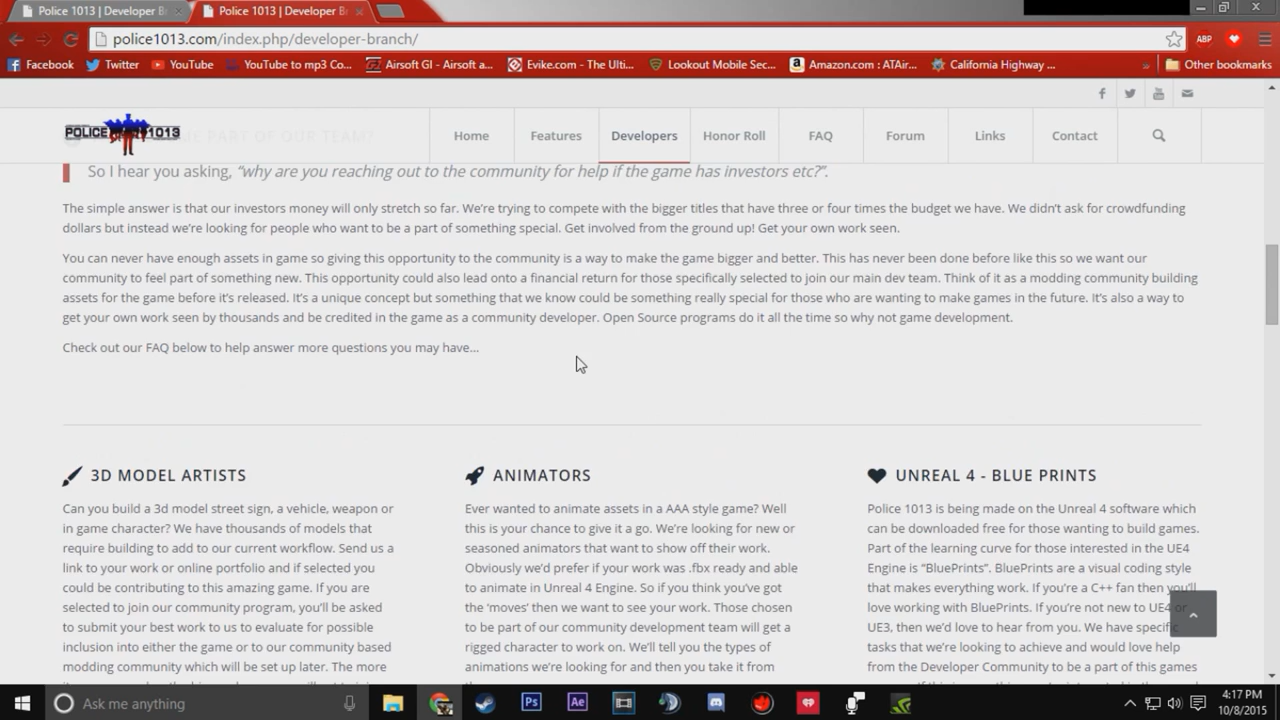 Police 1013 | Developer B
Police 1013 | Developer Br
police1013.com/index.php/developer-branch/
ABP
Facebook
Twitter
YouTube
YouTube to mp3 Co...
Airsoft GI - Airsoft a...
Evike.com - The Ulti...
Lookout Mobile Sec...
Amazon.com : ATAir...
California Highway ...
»
Other bookmarks
POLICE 1013
PART OF OUR TEAM?
Home
Features
Developers
Honor Roll
FAQ
Forum
Links
Contact
So I hear you asking, “why are you reaching out to the community for help if the game has investors etc?”.
The simple answer is that our investors money will only stretch so far. We’re trying to compete with the bigger titles that have three or four times the budget we have. We didn’t ask for crowdfunding
dollars but instead we’re looking for people who want to be a part of something special. Get involved from the ground up! Get your own work seen.
You can never have enough assets in game so giving this opportunity to the community is a way to make the game bigger and better. This has never been done before like this so we want our
community to feel part of something new. This opportunity could also lead onto a financial return for those specifically selected to join our main dev team. Think of it as a modding community building
assets for the game before it’s released. It’s a unique concept but something that we know could be something really special for those who are wanting to make games in the future. It’s also a way to
get your own work seen by thousands and be credited in the game as a community developer. Open Source programs do it all the time so why not game development.
Check out our FAQ below to help answer more questions you may have...
3D MODEL ARTISTS
Can you build a 3d model street sign, a vehicle, weapon or
in game character? We have thousands of models that
require building to add to our current workflow. Send us a
link to your work or online portfolio and if selected you
could be contributing to this amazing game. If you are
selected to join our community program, you’ll be asked
to submit your best work to us to evaluate for possible
inclusion into either the game or to our community based
modding community which will be set up later. The more
ANIMATORS
Ever wanted to animate assets in a AAA style game? Well
this is your chance to give it a go. We’re looking for new or
seasoned animators that want to show off their work.
Obviously we’d prefer if your work was .fbx ready and able
to animate in Unreal 4 Engine. So if you think you’ve got
the ‘moves’ then we want to see your work. Those chosen
to be part of our community development team will get a
rigged character to work on. We’ll tell you the types of
animations we’re looking for and then you take it from
UNREAL 4 - BLUE PRINTS
Police 1013 is being made on the Unreal 4 software which
can be downloaded free for those wanting to build games.
Part of the learning curve for those interested in the UE4
Engine is “BluePrints”. BluePrints are a visual coding style
that makes everything work. If you’re a C++ fan then you’ll
love working with BluePrints. If you’re not new to UE4 or
UE3, then we’d love to hear from you. We have specific
tasks that we’re looking to achieve and would love help
from the Developer Community to be a part of this games
Ask me anything
Ps
Ae
4:17 PM
10/8/2015